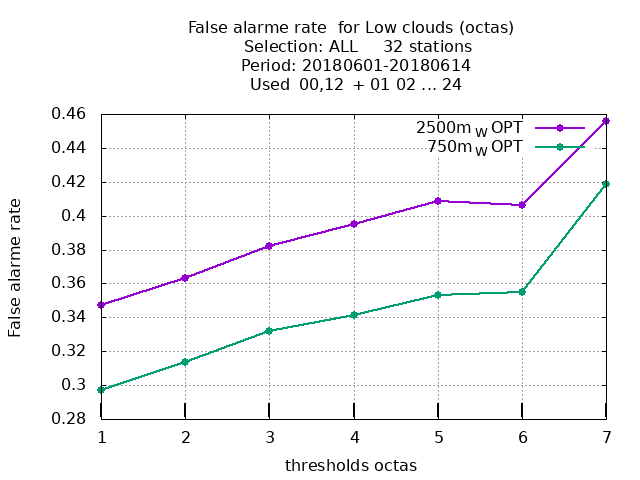 False alarme rate  for Low clouds (octas)
Selection: ALL     32 stations
Period: 20180601-20180614
Used  00,12  + 01 02 ... 24
0.46
0.44
0.42
0.4
0.38
0.36
0.34
0.32
0.3
0.28
False alarme rate
2500m W OPT
750m W OPT
1 2 3 4 5 6 7
thresholds octas